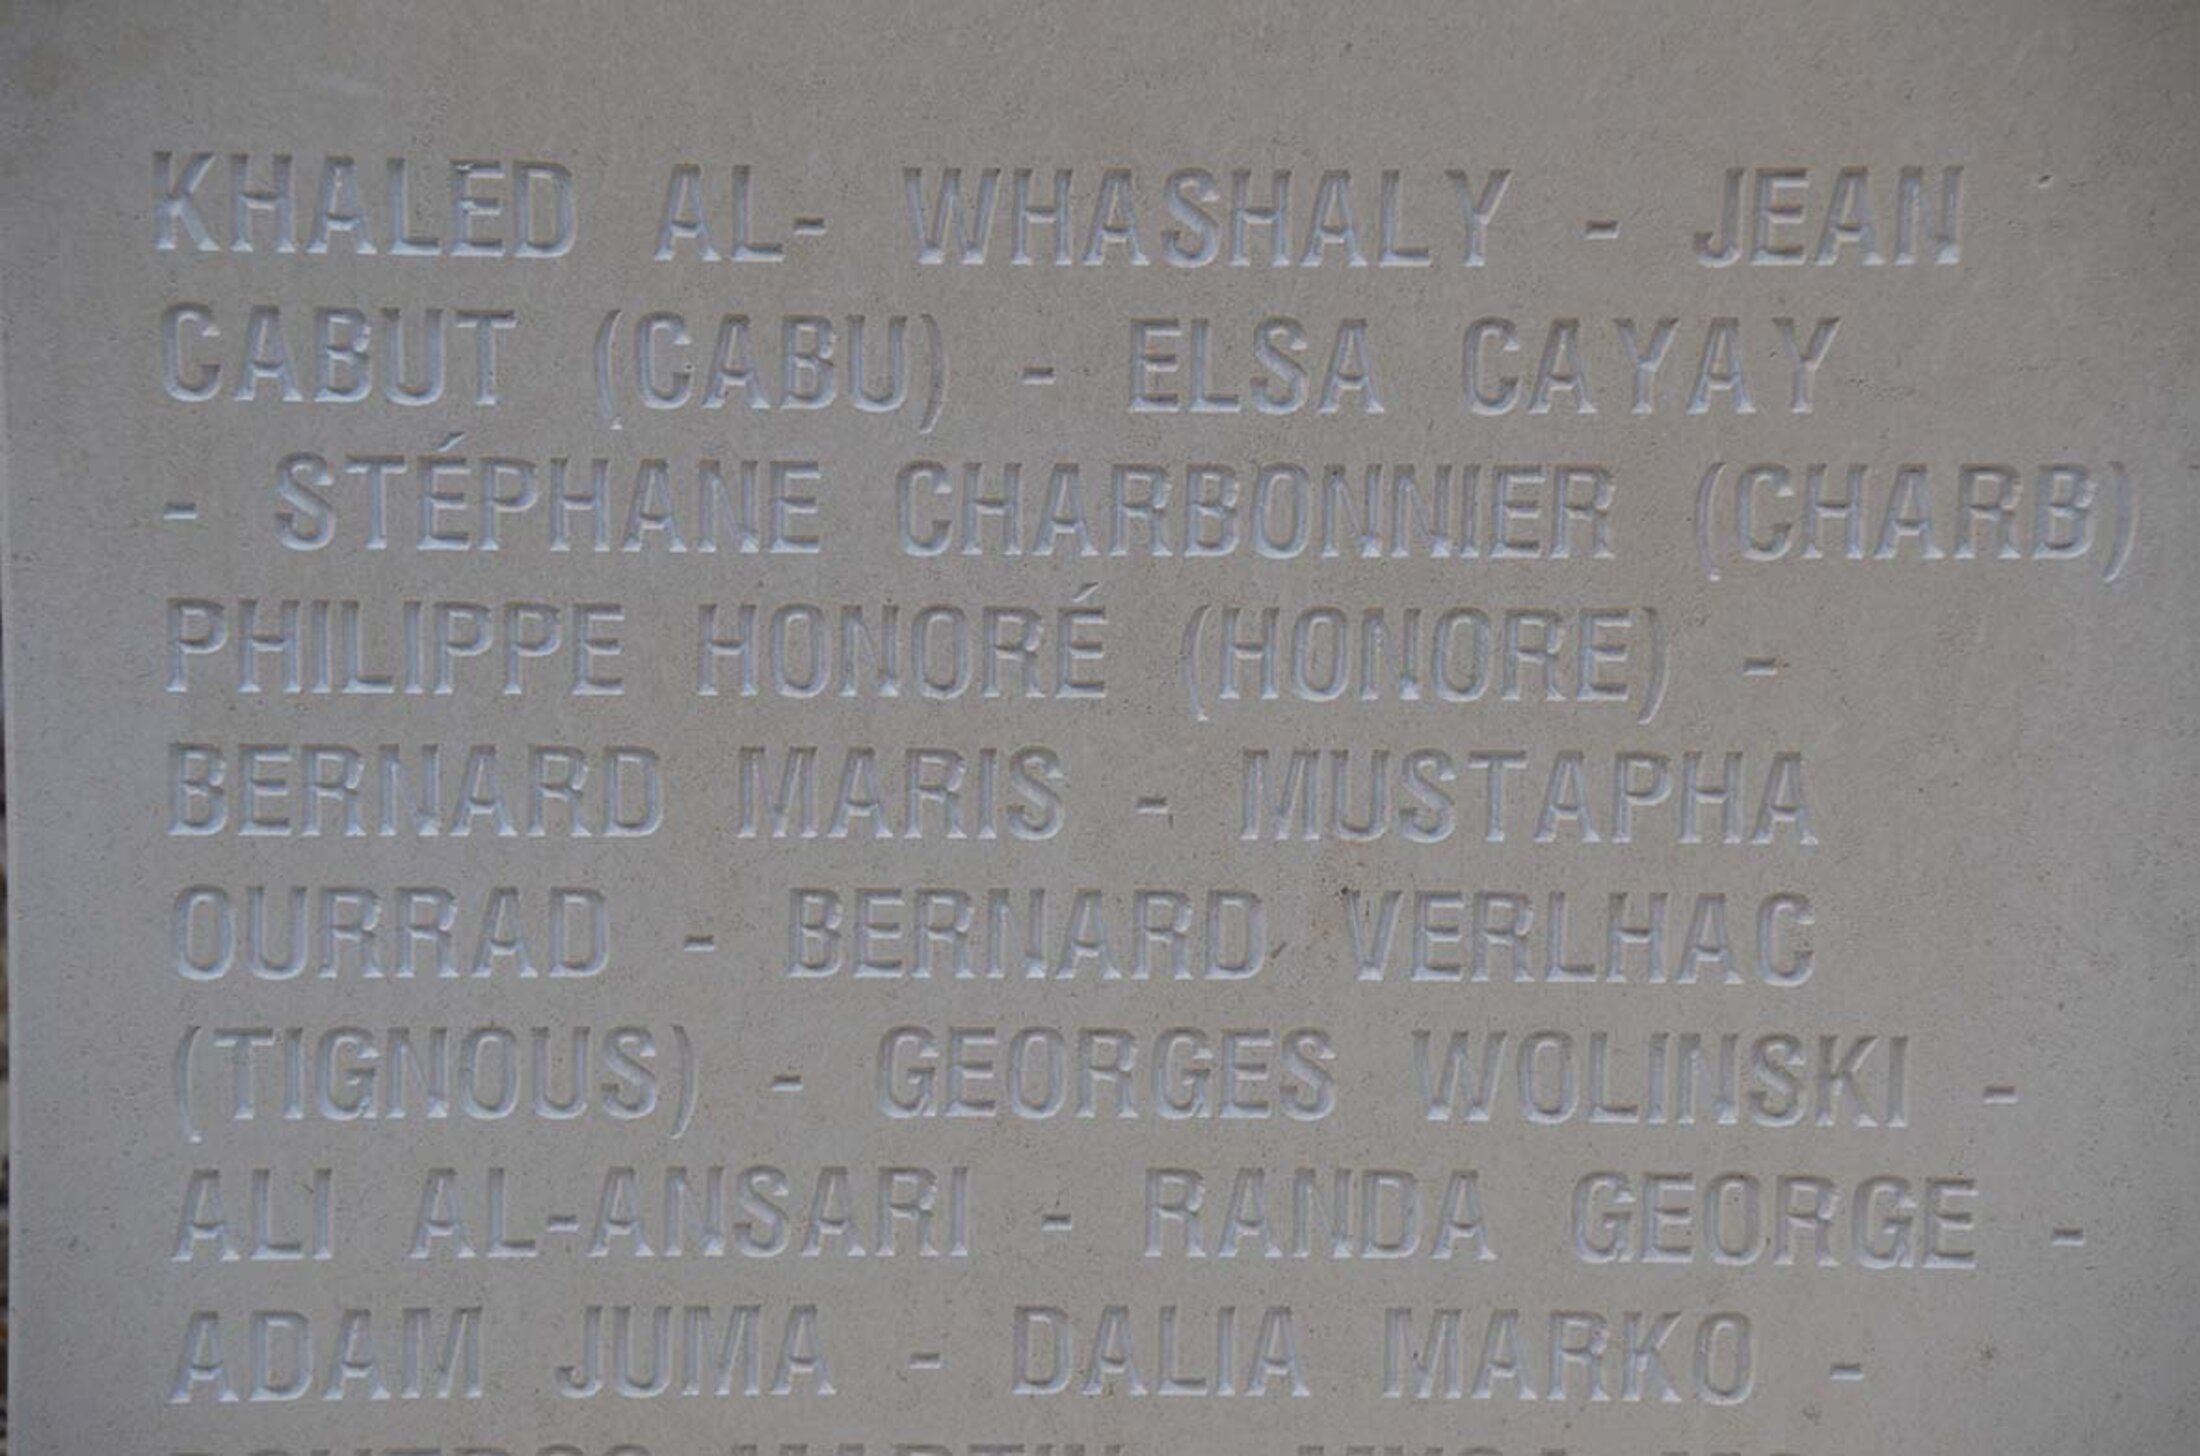 KHALED AL- WHASHALY - JEAN
CABUT (CABU) - ELSA CAYAY
- STÉPHANE CHARBONNIER (CHARB)
PHILIPPE HONORÉ (HONORE) -
BERNARD MARIS - MUSTAPHA
OURRAD - BERNARD VERLHAC
(TIGNOUS) - GEORGES WOLINSKI -
ALI AL-ANSARI - RANDA GEORGE -
ADAM JUMA - DALIA MARKO -
MARTIN